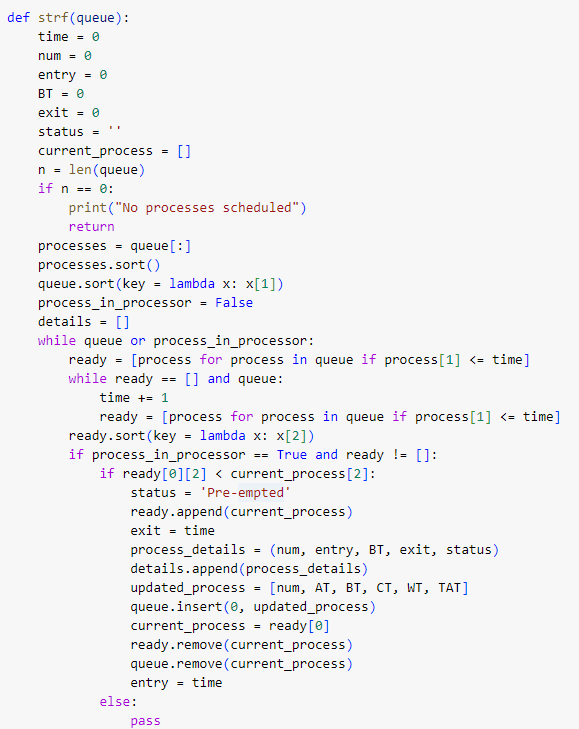 def strf(queue):
    time = 0
    num = 0
    entry = 0
    BT = 0
    exit = 0
    status = ''
    current_process = []
    n = len(queue)
    if n == 0:
        print("No processes scheduled")
        return
    processes = queue[:]
    processes.sort()
    queue.sort(key = lambda x: x[1])
    process_in_processor = False
    details = []
    while queue or process_in_processor:
        ready = [process for process in queue if process[1] <= time]
        while ready == [] and queue:
            time += 1
            ready = [process for process in queue if process[1] <= time]
        ready.sort(key = lambda x: x[2])
        if process_in_processor == True and ready != []:
            if ready[0][2] < current_process[2]:
                status = 'Pre-empted'
                ready.append(current_process)
                exit = time
                process_details = (num, entry, BT, exit, status)
                details.append(process_details)
                updated_process = [num, AT, BT, CT, WT, TAT]
                queue.insert(0, updated_process)
                current_process = ready[0]
                ready.remove(current_process)
                queue.remove(current_process)
                entry = time
            else:
                pass